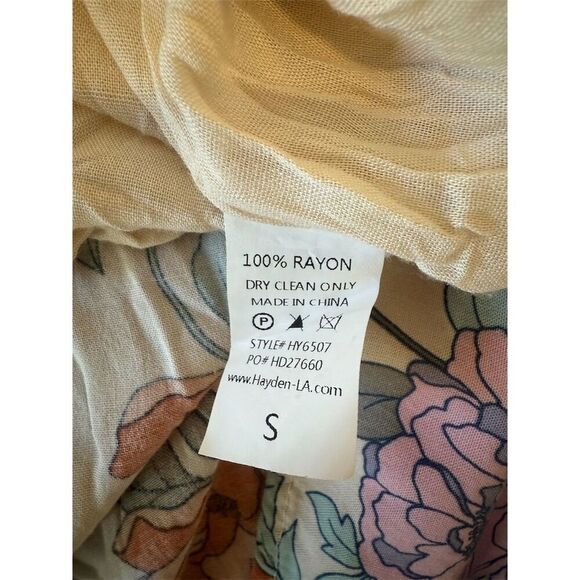 100% RAYON
DRY CLEAN ONLY
MADE IN CHINA
P
STYLE# HY6507
PO# HD27660
www.Hayden-LA.com
S